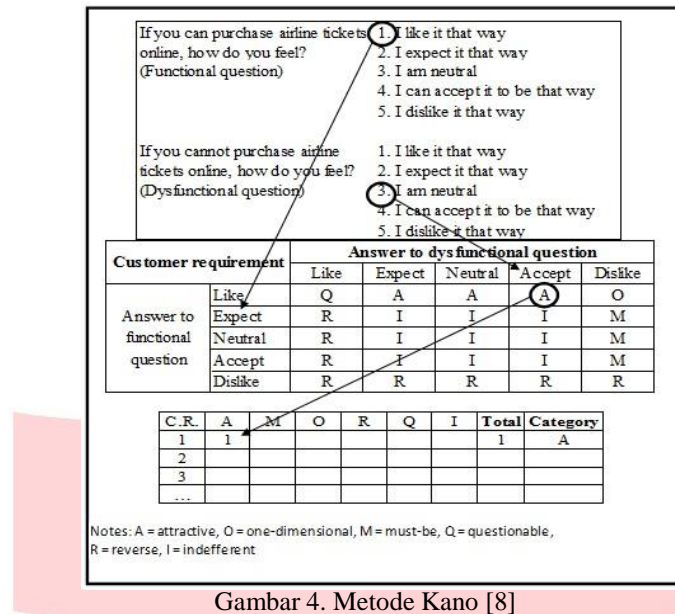 If you can purchase airline tickets 1. I like it that way
online, how do you feel? 2. I expect it that way
(Functional question) 3. I am neutral
4. I can accept it to be that way
5. I dislike it that way
If you cannot purchase airline 1. I like it that way
tickets online, how do you feel? 2. I expect it that way
(Dysfunctional question) 3. I am neutral
4. I can accept it to be that way
5. I dislike it that way
Customer requirement Answer to dysfunctional question
Like Expect Neutral Accept Dislike
Answer to functional question Like Q A A A O
Expect R I I I M
Neutral R I I I M
Accept R I I I M
Dislike R R R R R
C.R. A M O R Q I Total Category
1 1 1 A
2
3
...
Notes: A = attractive, O = one-dimensional, M = must-be, Q = questionable,
R = reverse, I = indefferent
Gambar 4. Metode Kano [8]